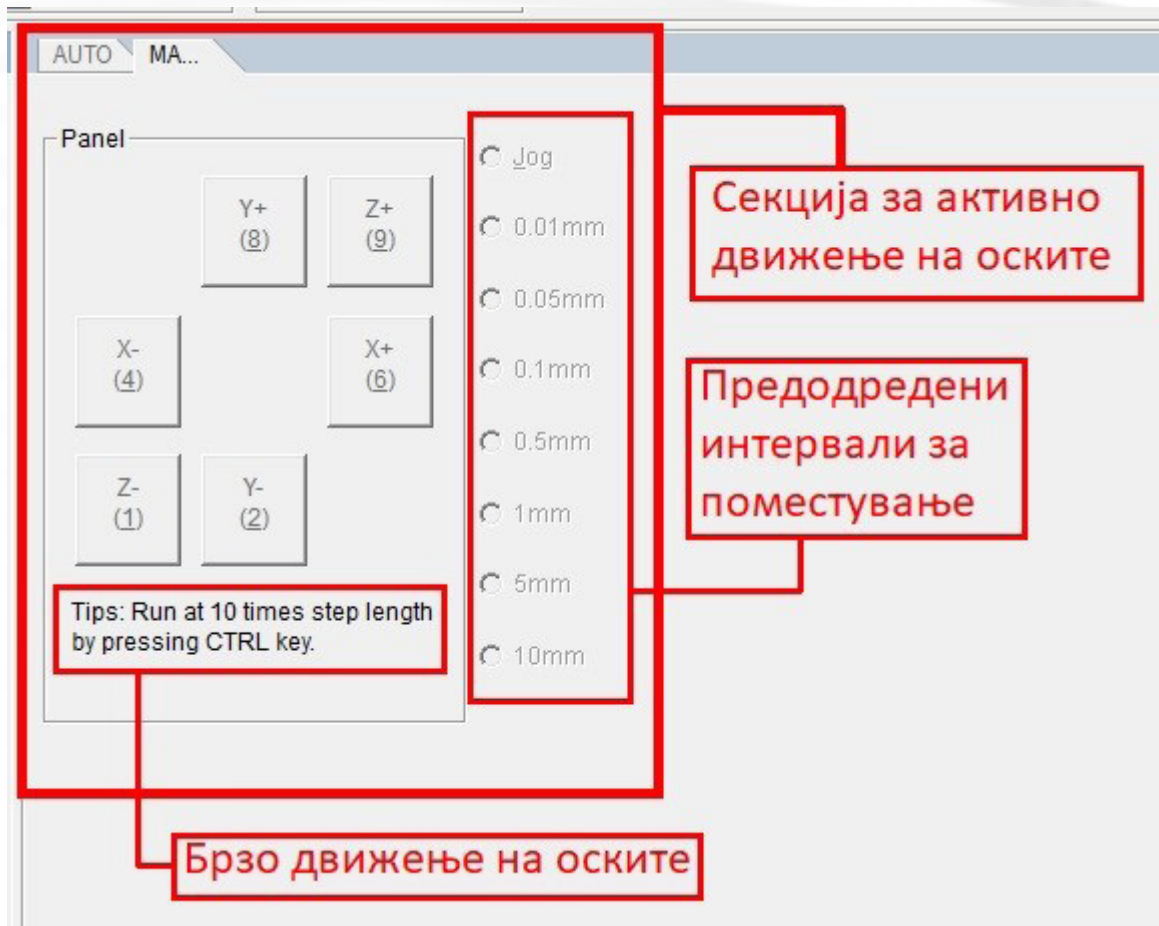 AUTO MA...
Panel
Y+
(8)
Z+
(9)
X-
(4)
X+
(6)
Z-
(1)
Y-
(2)
Tips: Run at 10 times step length
by pressing CTRL key.
Jog
0.01mm
0.05mm
0.1mm
0.5mm
1mm
5mm
10mm
Секција за активно
движење на оските
Предодредени
интервали за
поместување
Брзо движење на оските